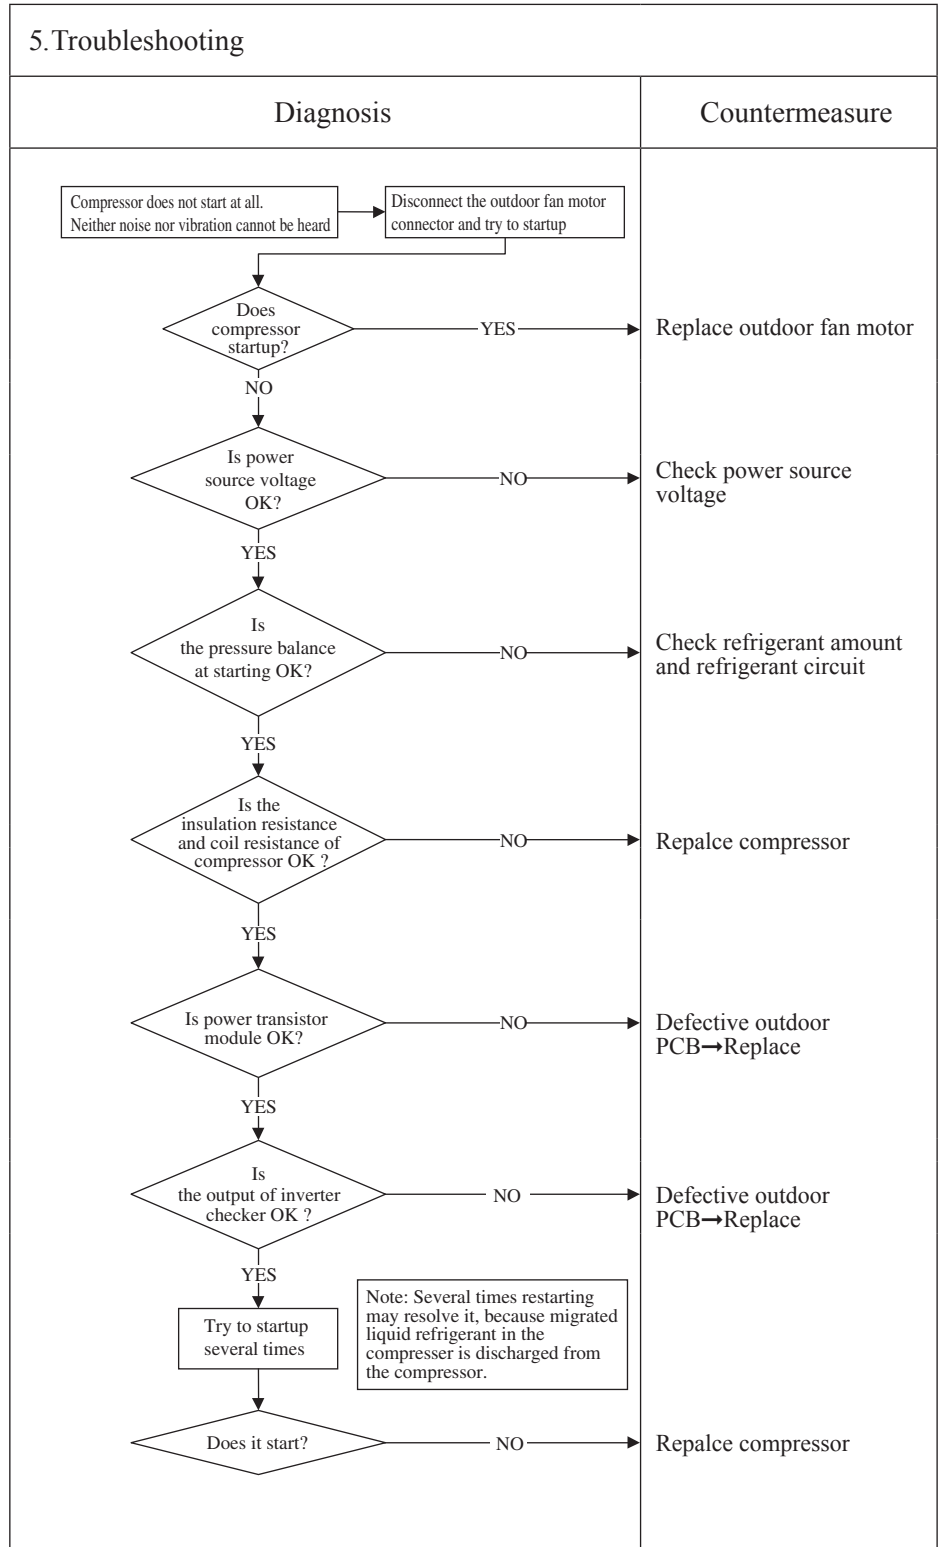 5.Troubleshooting
Diagnosis
Countermeasure
Compressor does not start at all.
Neither noise nor vibration cannot be heard
Disconnect the outdoor fan motor
connector and try to startup
Does
compressor
startup?
YES
Replace outdoor fan motor
NO
Is power
source voltage
OK?
NO
Check power source
voltage
YES
Is
the pressure balance
at starting OK?
NO
Check refrigerant amount
and refrigerant circuit
YES
Is the
insulation resistance
and coil resistance of
compressor OK ?
NO
Repalce compressor
YES
Is power transistor
module OK?
NO
Defective outdoor
PCB→Replace
YES
Is
the output of inverter
checker OK ?
NO
Defective outdoor
PCB→Replace
YES
Try to startup
several times
Note: Several times restarting
may resolve it, because migrated
liquid refrigerant in the
compresser is discharged from
the compressor.
Does it start?
NO
Repalce compressor